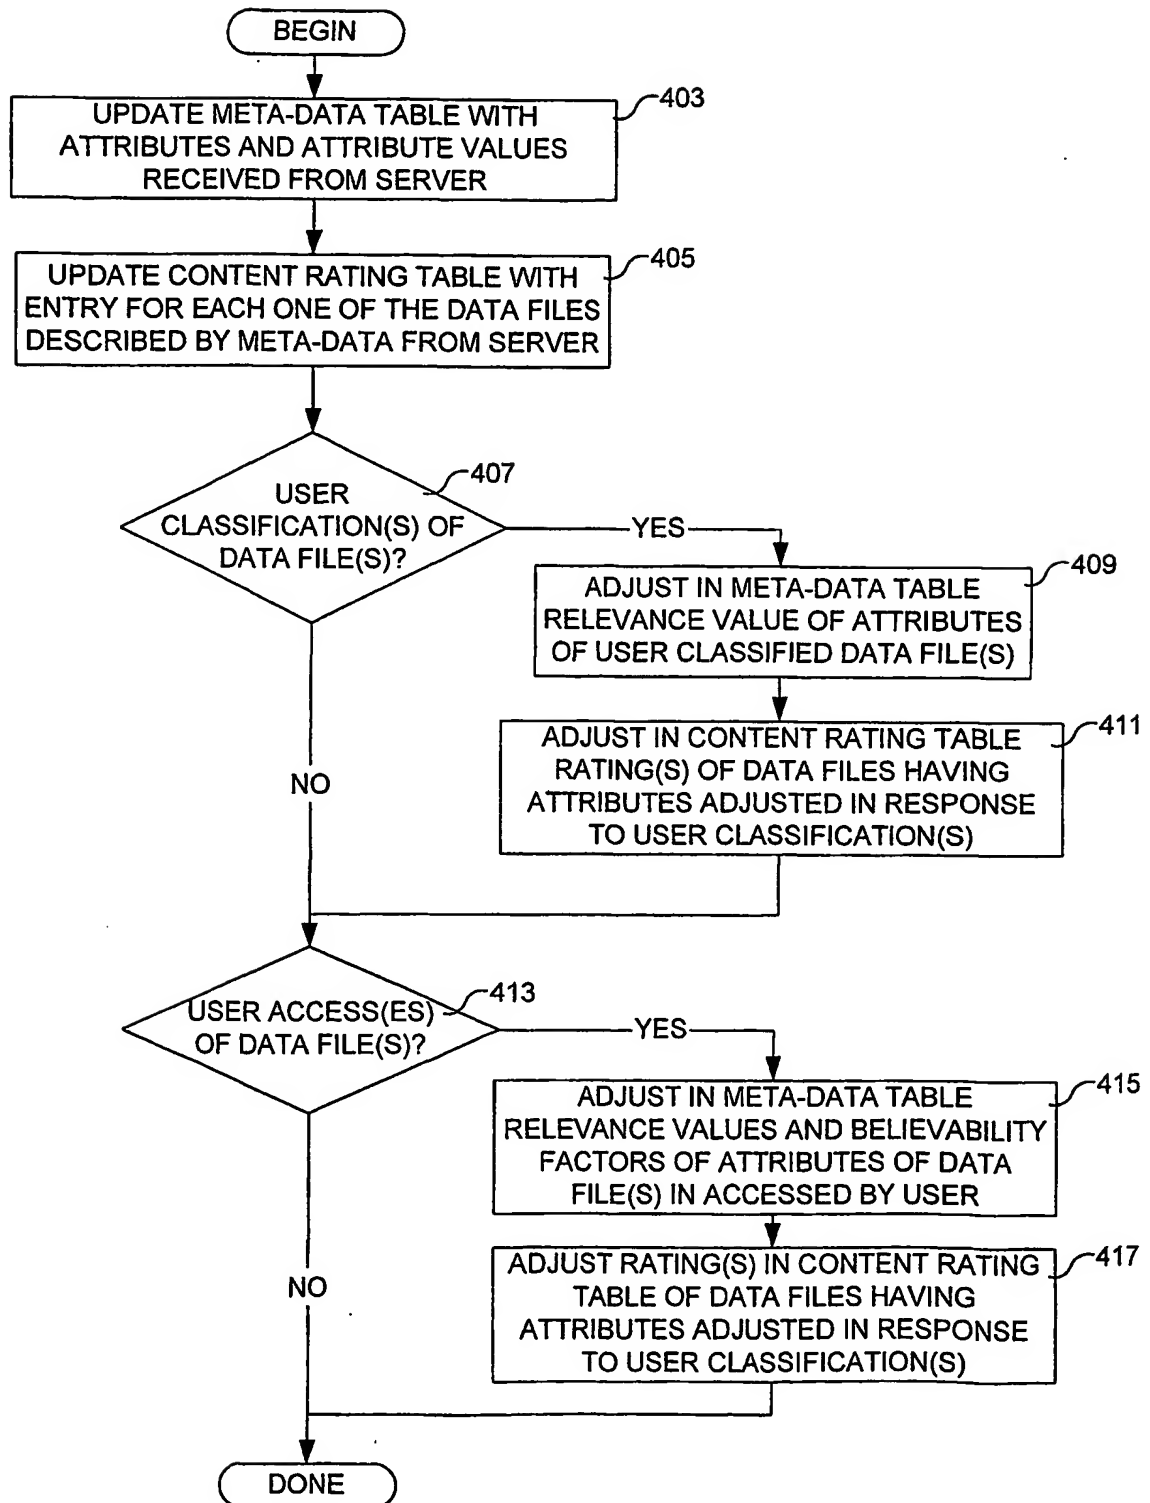 BEGIN
403
UPDATE META-DATA TABLE WITH
ATTRIBUTES AND ATTRIBUTE VALUES
RECEIVED FROM SERVER
405
UPDATE CONTENT RATING TABLE WITH
ENTRY FOR EACH ONE OF THE DATA FILES
DESCRIBED BY META-DATA FROM SERVER
407
USER
CLASSIFICATION(S) OF
DATA FILE(S)?
YES
409
ADJUST IN META-DATA TABLE
RELEVANCE VALUE OF ATTRIBUTES
OF USER CLASSIFIED DATA FILE(S)
411
ADJUST IN CONTENT RATING TABLE
RATING(S) OF DATA FILES HAVING
ATTRIBUTES ADJUSTED IN RESPONSE
TO USER CLASSIFICATION(S)
NO
413
USER ACCESS(ES)
OF DATA FILE(S)?
YES
415
ADJUST IN META-DATA TABLE
RELEVANCE VALUES AND BELIEVABILITY
FACTORS OF ATTRIBUTES OF DATA
FILE(S) IN ACCESSED BY USER
417
ADJUST RATING(S) IN CONTENT RATING
TABLE OF DATA FILES HAVING
ATTRIBUTES ADJUSTED IN RESPONSE
TO USER CLASSIFICATION(S)
NO
DONE